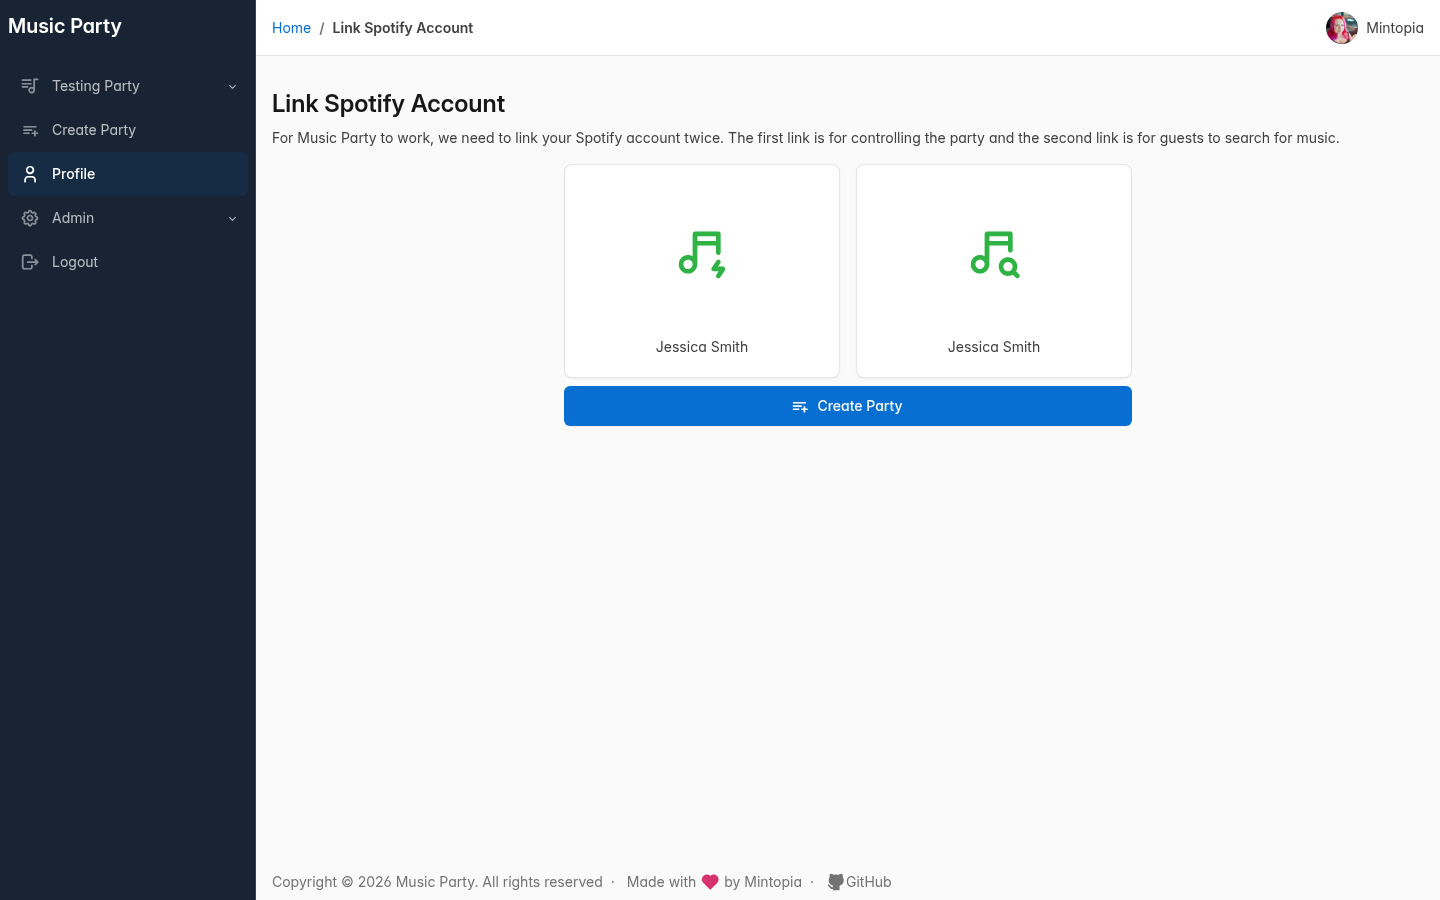 Music Party
Testing Party
Create Party
Profile
Admin
Logout
Home / Link Spotify Account
Mintopia
Link Spotify Account
For Music Party to work, we need to link your Spotify account twice. The first link is for controlling the party and the second link is for guests to search for music.
Jessica Smith
Jessica Smith
Create Party
Copyright © 2026 Music Party. All rights reserved · Made with by Mintopia · GitHub